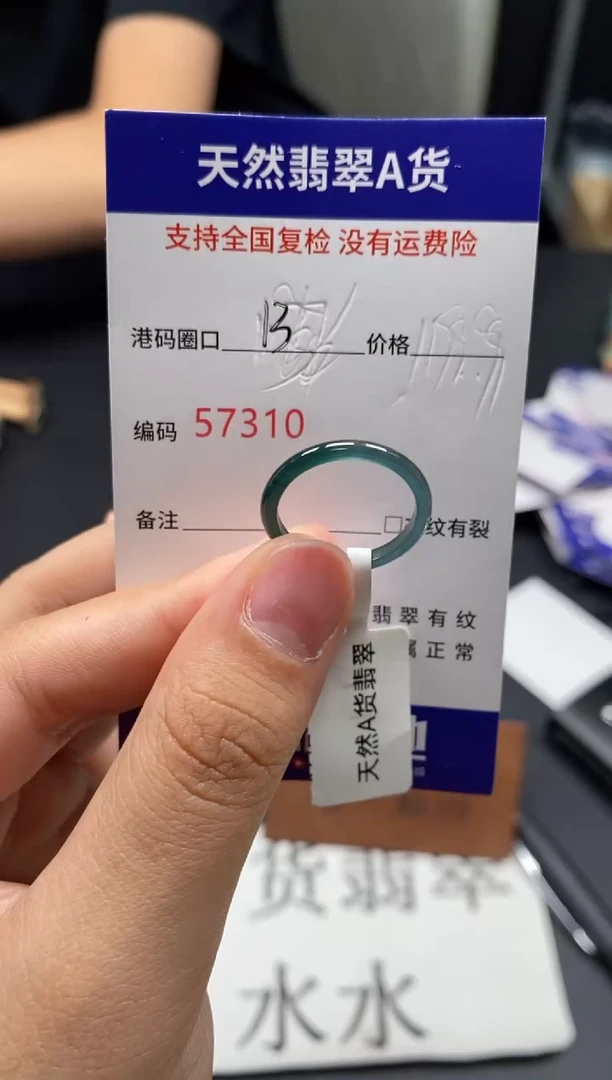 天然翡翠A货
支持全国复检 没有运费险
港码圈口 13 价格
编码 57310
备注 □ 纹有裂
翡翠有纹
属正常
天然A货翡翠
货翡翠
水水